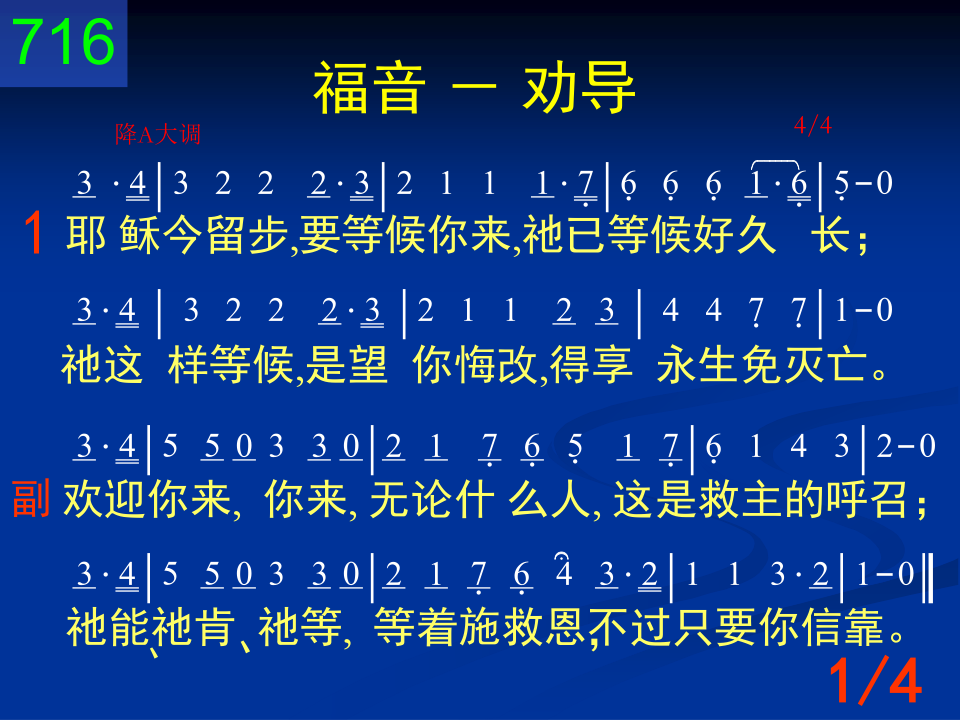 716
福音 － 劝导
降A大调 4/4
3 ·4|3 2 2 2·3|2 1 1 1·7̣|6̣ 6̣ 6̣ 1·6̣|5̣-0
1 耶 稣今留步,要等候你来,祂已等候好久 长；
3·4| 3 2 2 2·3|2 1 1 2 3| 4 4 7̣ 7̣|1-0
祂这 样等候,是望 你悔改,得享 永生免灭亡。
3·4|5 5 0 3 3 0|2 1 7̣ 6̣ 5̣ 1 7̣|6̣ 1 4 3|2-0
副 欢迎你来, 你来, 无论什 么人, 这是救主的呼召；
3·4|5 5 0 3 3 0|2 1 7̣ 6̣ 4 3·2|1 1 3·2|1-0‖
祂能、祂肯、祂等, 等着施救恩；不过只要你信靠。
1/4